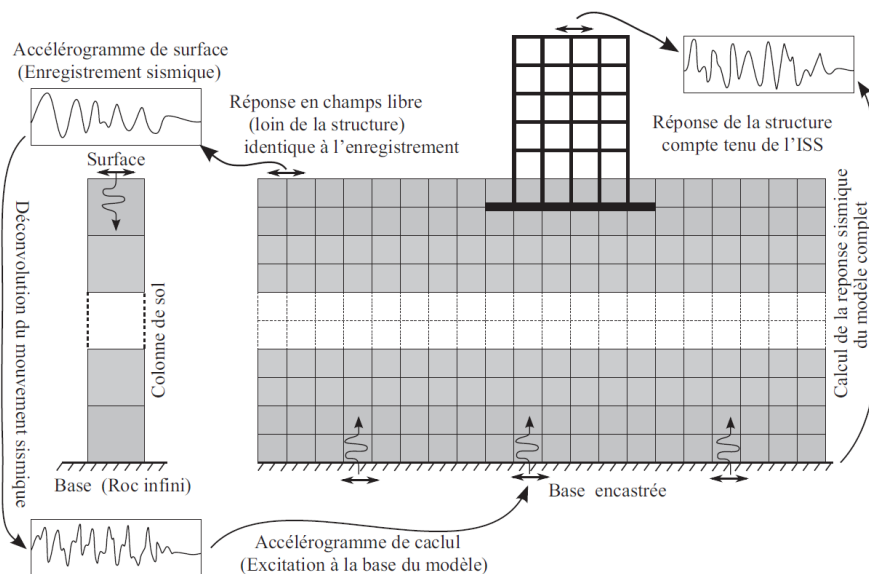 Accélérogramme de surface
(Enregistrement sismique)
Réponse en champs libre
(loin de la structure)
identique à l'enregistrement
Réponse de la structure
compte tenu de l'ISS
Surface
Déconvolution du mouvement sismique
Colonne de sol
Calcul de la reponse sismique
du modèle complet
Base (Roc infini)
Base encastrée
Accélérogramme de caclul
(Excitation à la base du modèle)